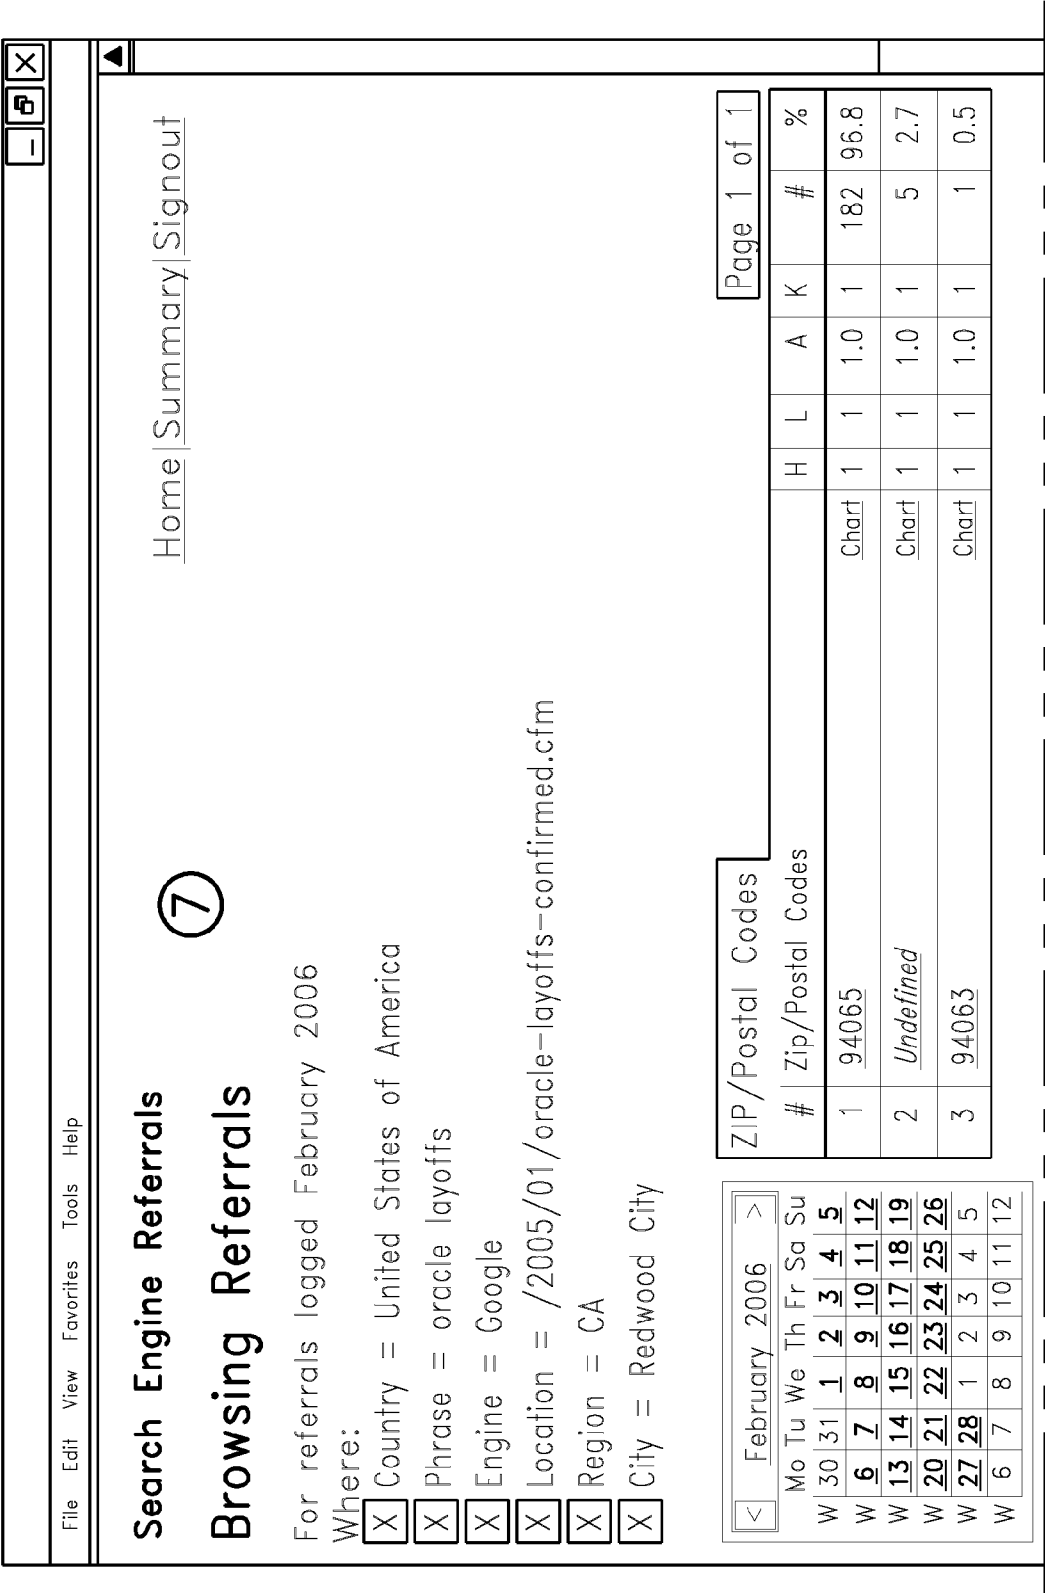 File Edit View Favorites Tools Help
Search Engine Referrals
Home|Summary|Signout
7
Browsing Referrals
For referrals logged February 2006
Where:
X Country = United States of America
X Phrase = oracle layoffs
X Engine = Google
X Location = /2005/01/oracle-layoffs-confirmed.cfm
X Region = CA
X City = Redwood City
< February 2006 >
Mo Tu We Th Fr Sa Su
W 30 31 1 2 3 4 5
W 6 7 8 9 10 11 12
W 13 14 15 16 17 18 19
W 20 21 22 23 24 25 26
W 27 28 1 2 3 4 5
W 6 7 8 9 10 11 12
ZIP/Postal Codes
Page 1 of 1
# Zip/Postal Codes H L A K # %
1 94065 Chart 1 1 1.0 1 182 96.8
2 Undefined Chart 1 1 1.0 1 5 2.7
3 94063 Chart 1 1 1.0 1 1 0.5